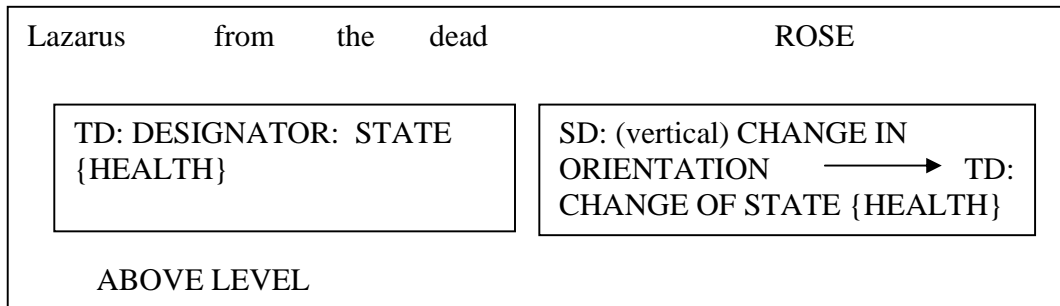 Lazarus from the dead ROSE
TD: DESIGNATOR: STATE
{HEALTH}
SD: (vertical) CHANGE IN
ORIENTATION ⟶ TD:
CHANGE OF STATE {HEALTH}
ABOVE LEVEL